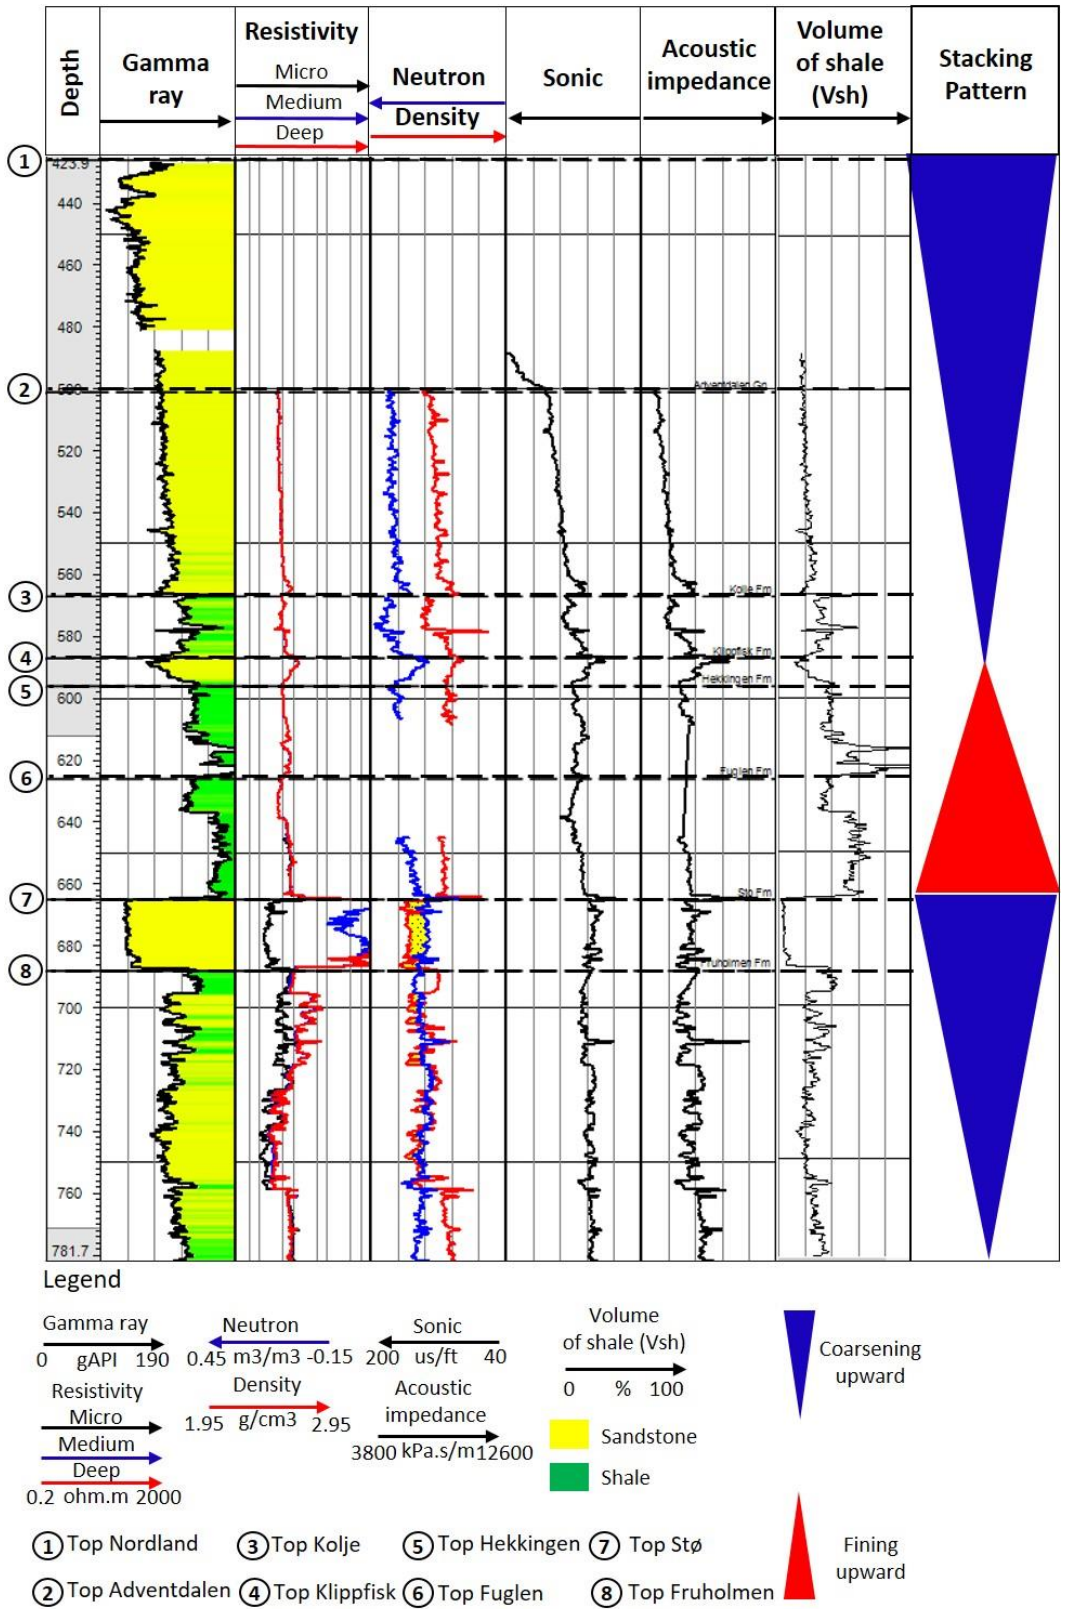 Depth
Gamma
ray
Resistivity
Micro
Medium
Deep
Neutron
Density
Sonic
Acoustic
impedance
Volume
of shale
(Vsh)
Stacking
Pattern
1
423.9
440
460
480
2
Adventdalen Gp
520
540
560
3
Kolje Fm
580
4
Klippfisk Fm
5
Hekkingen Fm
600
620
6
Fuglen Fm
640
660
7
Sto Fm
680
8
Fruholmen Fm
700
720
740
760
781.7
Legend
Gamma ray
0 gAPI 190
Resistivity
Micro
Medium
Deep
0.2 ohm.m 2000
Neutron
0.45 m3/m3 -0.15
Density
1.95 g/cm3 2.95
Sonic
200 us/ft 40
Acoustic
impedance
3800 kPa.s/m12600
Volume
of shale (Vsh)
0 % 100
Sandstone
Shale
Coarsening
upward
Fining
upward
1 Top Nordland
3 Top Kolje
5 Top Hekkingen
7 Top Stø
2 Top Adventdalen
4 Top Klippfisk
6 Top Fuglen
8 Top Fruholmen